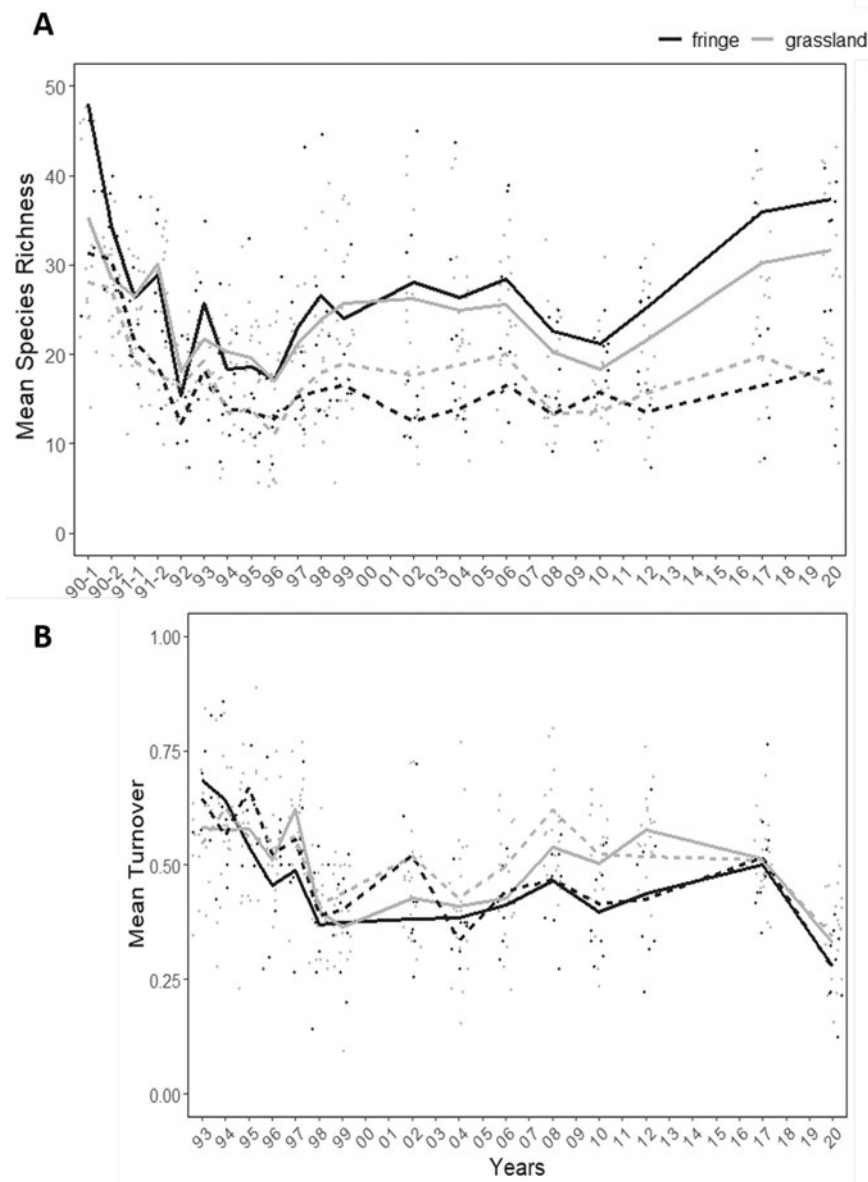 A
fringe grassland
50
40
30
20
10
0
Mean Species Richness
90-1 90-2 91-1 91-2 92 93 94 95 96 97 98 99 00 01 02 03 04 05 06 07 08 09 10 11 12 13 14 15 16 17 18 19 20
B
1.00
0.75
0.50
0.25
0.00
Mean Turnover
93 94 95 96 97 98 99 00 01 02 03 04 05 06 07 08 09 10 11 12 13 14 15 16 17 18 19 20
Years